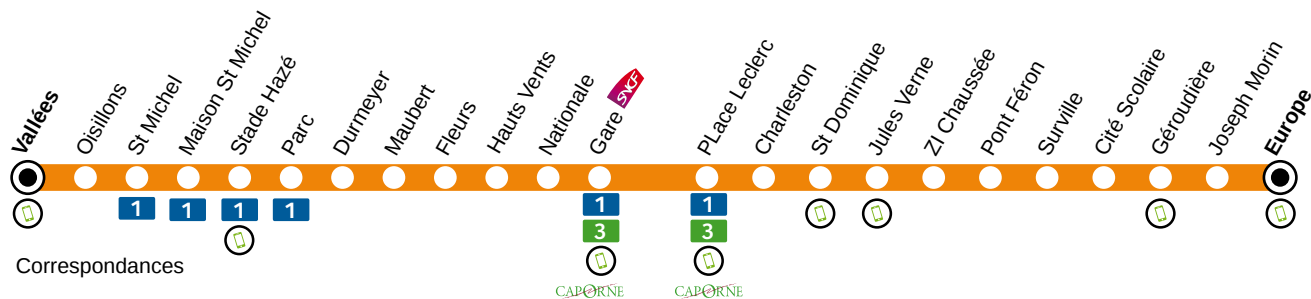 Vallées
Oisillons
St Michel
Maison St Michel
Stade Hazé
Parc
Durmeyer
Maubert
Fleurs
Hauts Vents
Nationale
Gare
SNCF
PLace Leclerc
Charleston
St Dominique
Jules Verne
ZI Chaussée
Pont Féron
Surville
Cité Scolaire
Géroudière
Joseph Morin
Europe
1
1
1
1
1
3
1
3
Correspondances
CAPORNE
CAPORNE